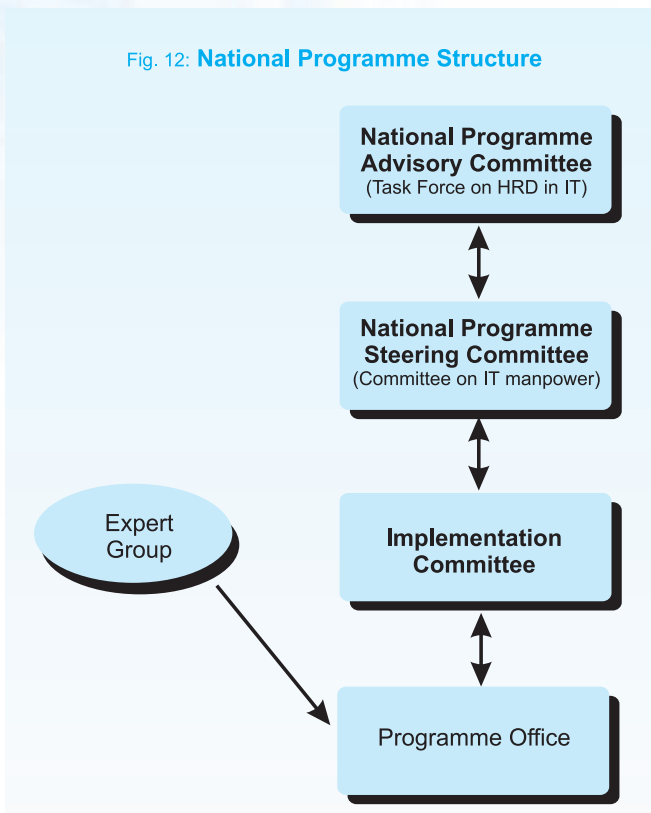 Fig. 12: National Programme Structure
National Programme
Advisory Committee
(Task Force on HRD in IT)
National Programme
Steering Committee
(Committee on IT manpower)
Expert
Group
Implementation
Committee
Programme Office